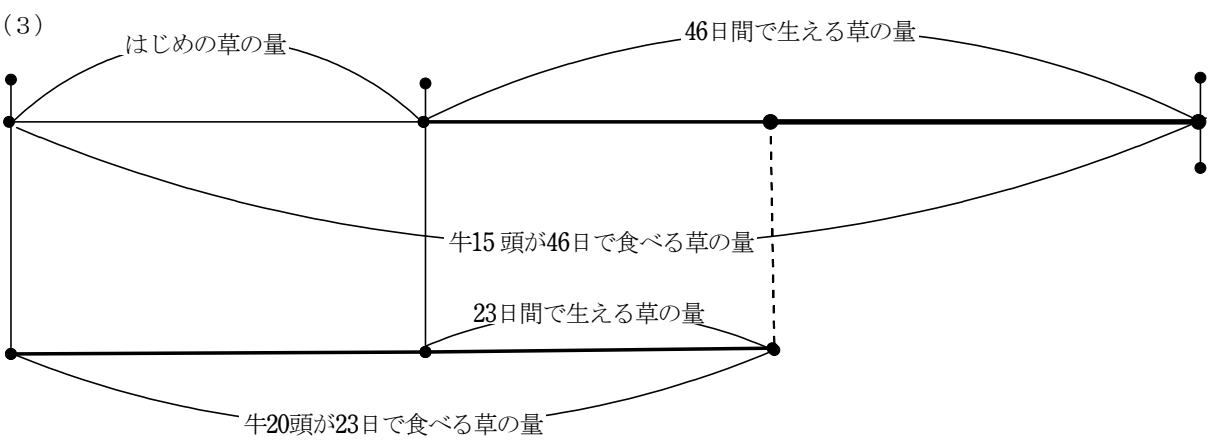 (3)
はじめの草の量
46日間で生える草の量
牛15 頭が46日で食べる草の量
23日間で生える草の量
牛20頭が23日で食べる草の量